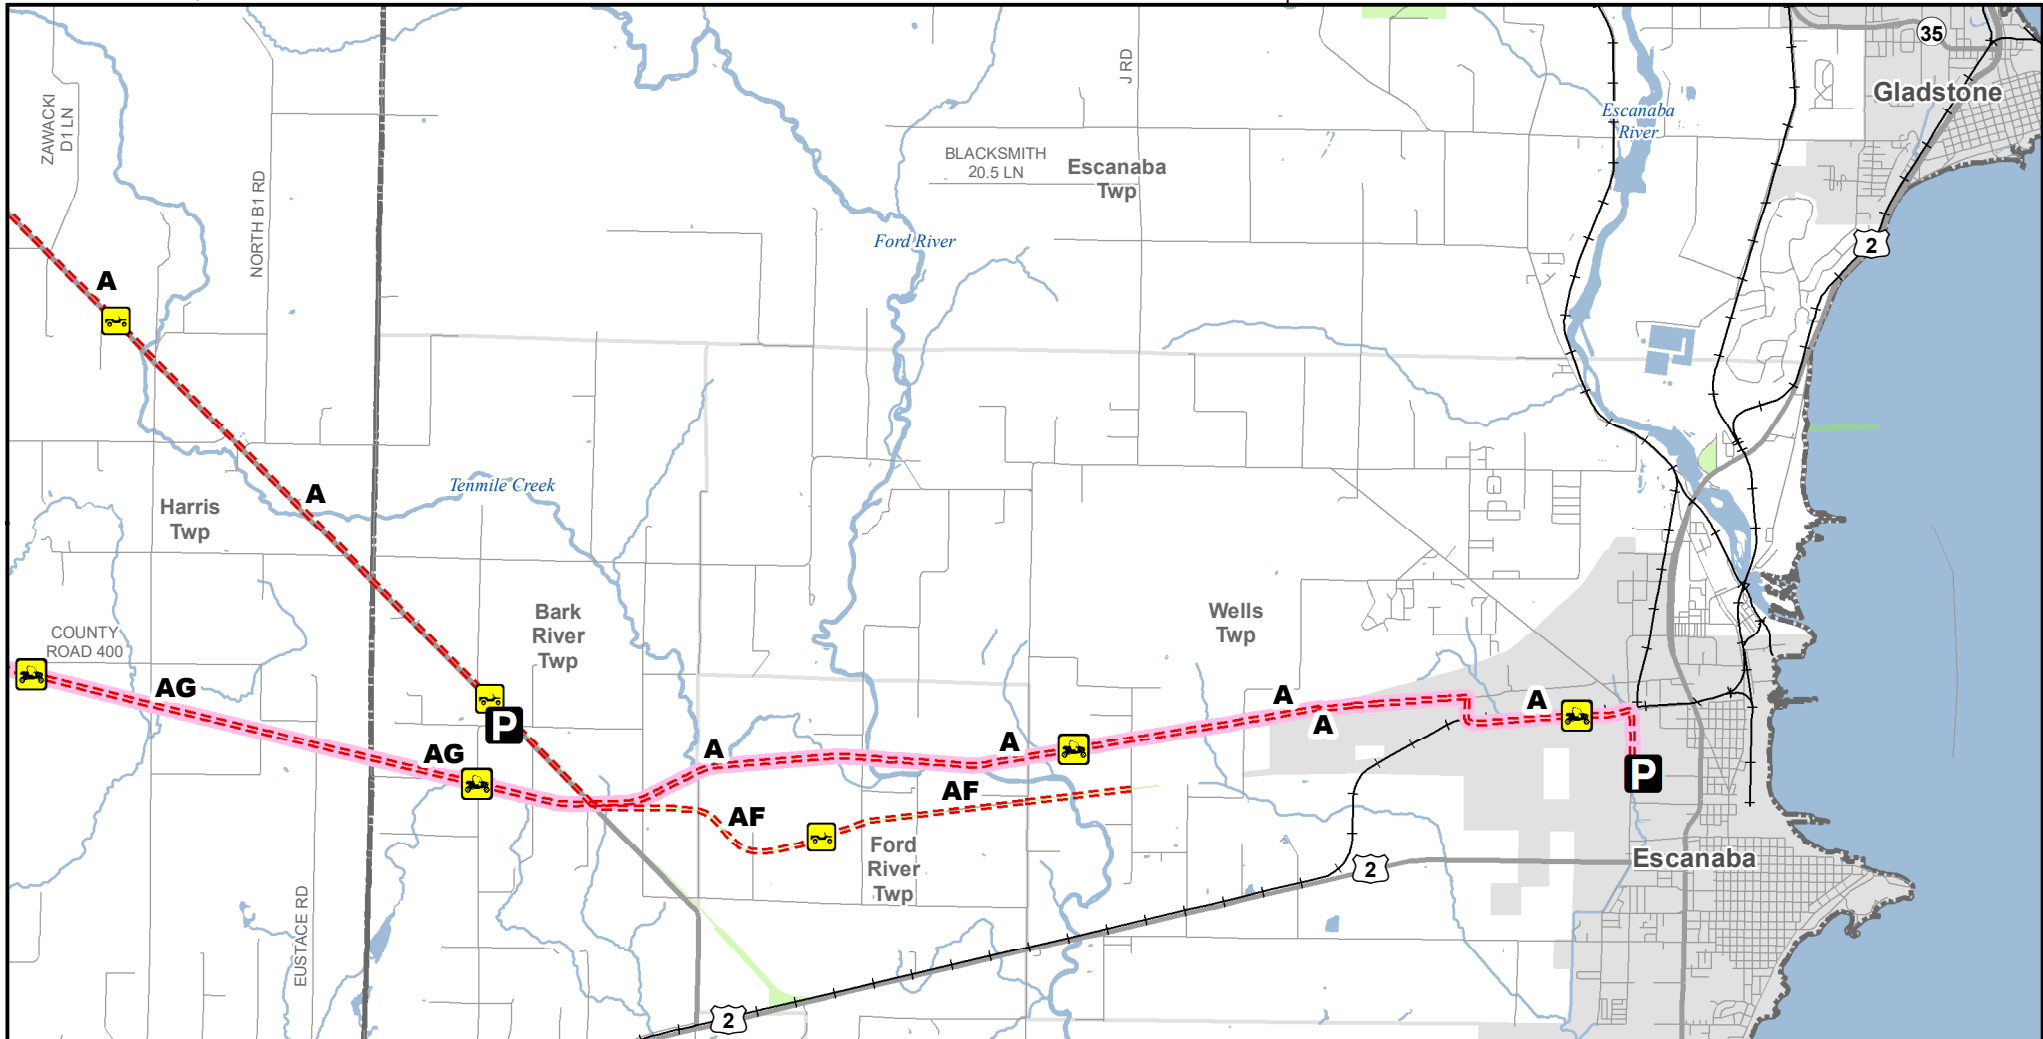 35
Gladstone
J RD
Escanaba
River
ZAWACKI
D1 LN
BLACKSMITH
20.5 LN
Escanaba
Twp
NORTH B1 RD
Ford River
2
A
Tenmile Creek
A
Harris
Twp
Bark
River
Twp
Wells
Twp
COUNTY
ROAD 400
AG
A
A
A
P
A
A
AG
P
AF
AF
Ford
River
Twp
Escanaba
2
EUSTACE RD
2